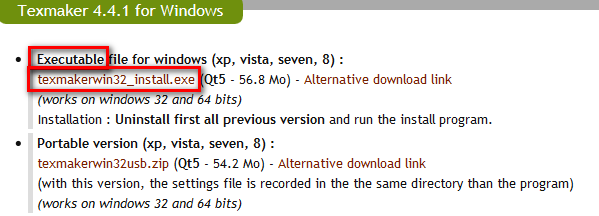 Texmaker 4.4.1 for Windows
Executable file for windows (xp, vista, seven, 8) :
texmakerwin32_install.exe (Qt5 - 56.8 Mo) - Alternative download link
(works on windows 32 and 64 bits)
Installation : Uninstall first all previous version and run the install program.
Portable version (xp, vista, seven, 8) :
texmakerwin32usb.zip (Qt5 - 54.2 Mo) - Alternative download link
(with this version, the settings file is recorded in the the same directory than the program)
(works on windows 32 and 64 bits)